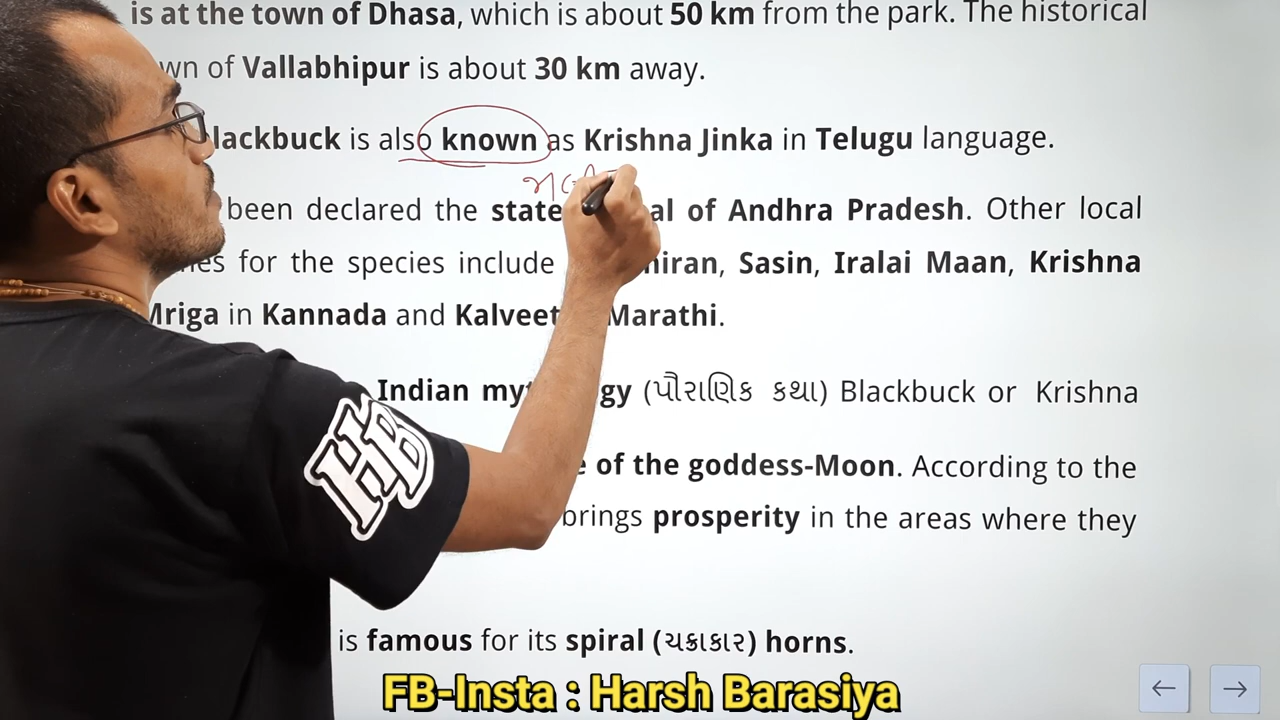 is at the town of Dhasa, which is about 50 km from the park. The historical
wn of Vallabhipur is about 30 km away.
lackbuck is also known as Krishna Jinka in Telugu language.
been declared the state al of Andhra Pradesh. Other local
for the species include hiran, Sasin, Iralai Maan, Krishna
Mriga in Kannada and Kalveet Marathi.
Indian my gy (પૌરાણિક કથા) Blackbuck or Krishna
of the goddess-Moon. According to the
brings prosperity in the areas where they
HB
is famous for its spiral (ચક્રાકાર) horns.
FB-Insta : Harsh Barasiya